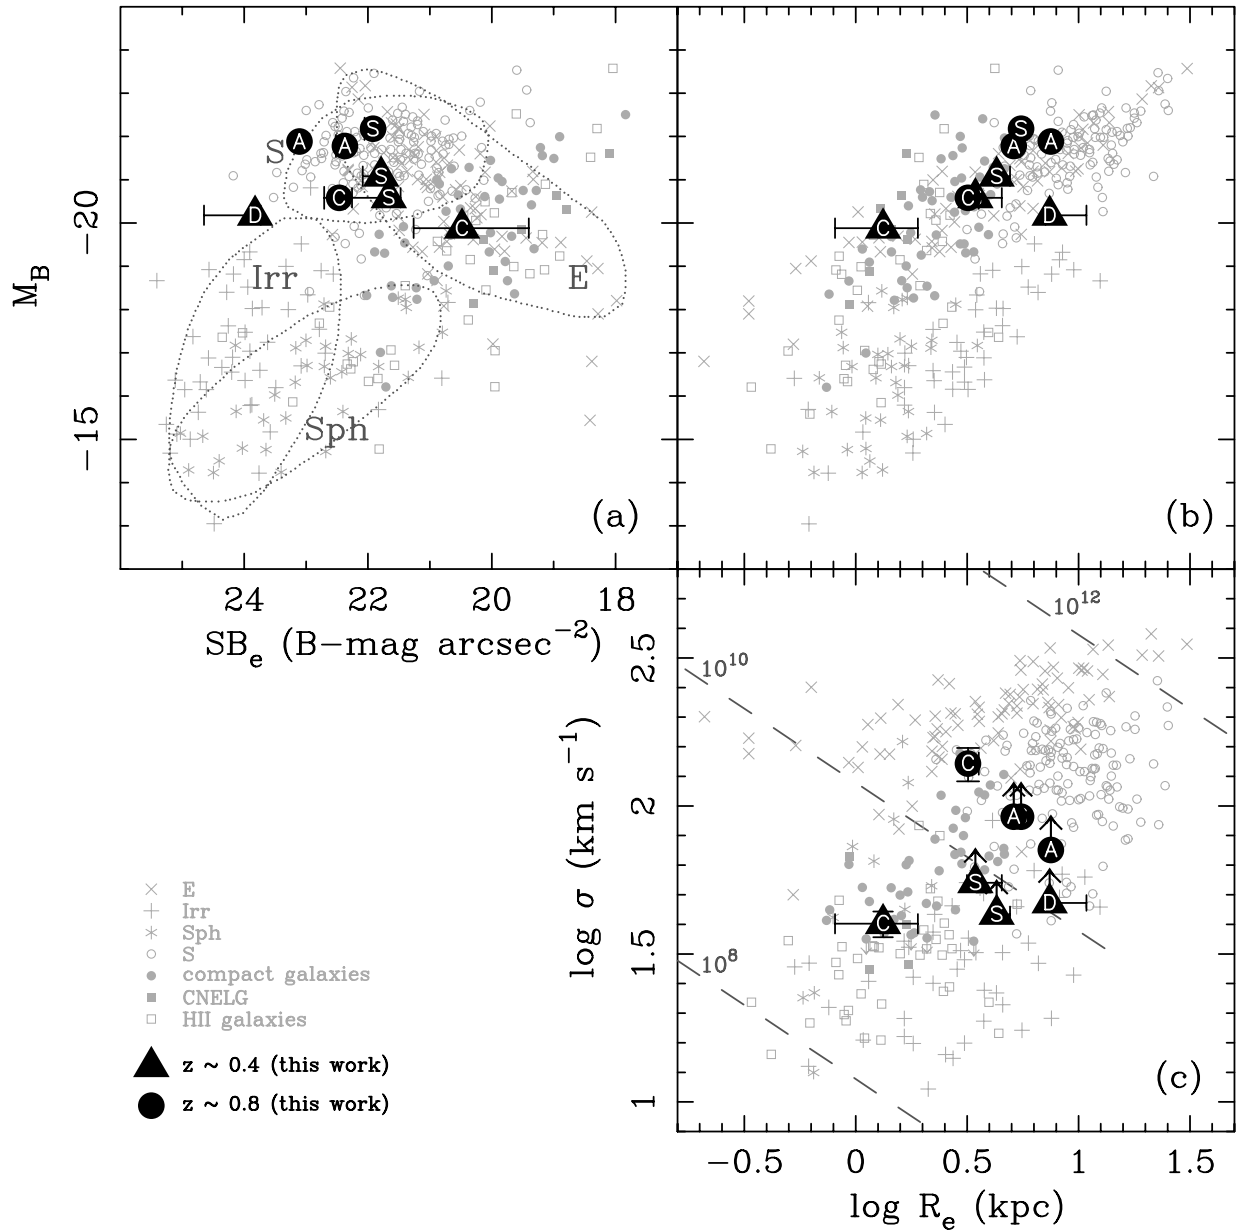 S
A
S
A
S
C
S
D
C
Irr
E
Sph
(a)
−20
−15
M_B
24 22 20 18
SB_e (B−mag arcsec^−2)
S
A
A
S
C
D
C
(b)
10^12
10^10
10^8
C
A
A
S
S
D
C
(c)
2.5
2
1.5
1
log σ (km s^−1)
−0.5 0 0.5 1 1.5
log R_e (kpc)
E
Irr
Sph
S
compact galaxies
CNELG
HII galaxies
z ~ 0.4 (this work)
z ~ 0.8 (this work)